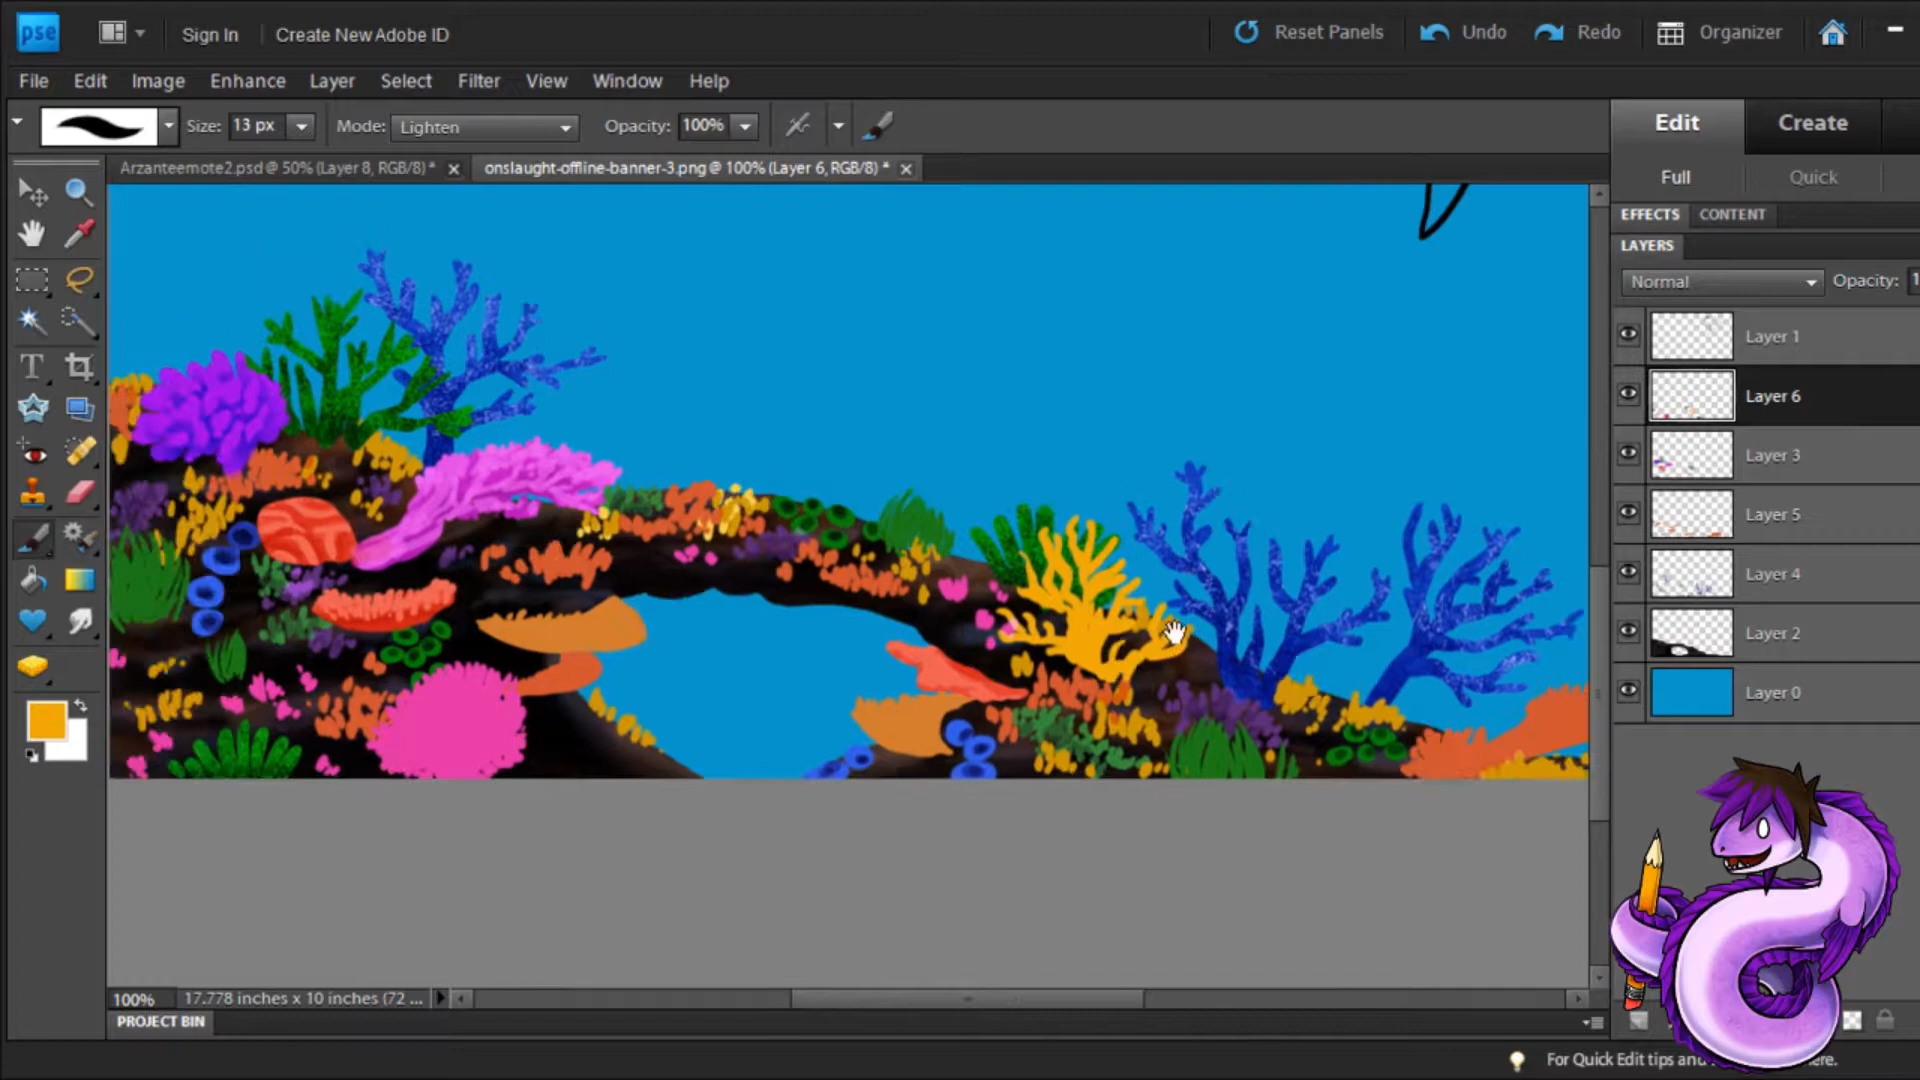 pse Sign In Create New Adobe ID Reset Panels Undo Redo Organizer
File Edit Image Enhance Layer Select Filter View Window Help
Size: 13 px Mode: Lighten Opacity: 100%
Edit Create
Arzanteemote2.psd @ 50% (Layer 8, RGB/8) * onslaught-offline-banner-3.png @ 100% (Layer 6, RGB/8) *
Full Quick
EFFECTS CONTENT
LAYERS
Normal Opacity: 1
Layer 1
Layer 6
Layer 3
Layer 5
Layer 4
Layer 2
Layer 0
T
100% 17.778 inches x 10 inches (72 ...
PROJECT BIN
For Quick Edit tips and ere.